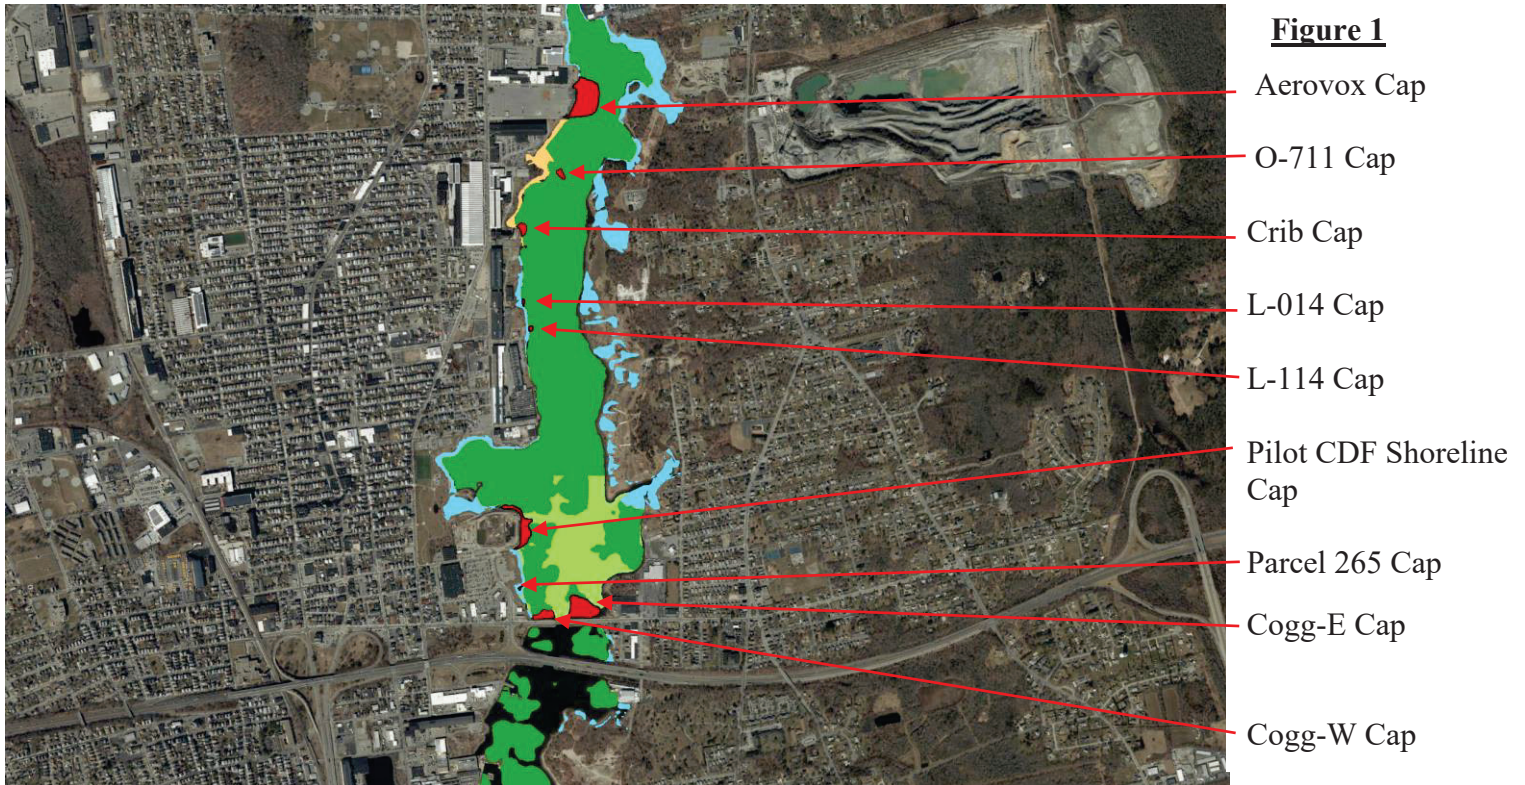 Figure 1
Aerovox Cap
O-711 Cap
Crib Cap
L-014 Cap
L-114 Cap
Pilot CDF Shoreline
Cap
Parcel 265 Cap
Cogg-E Cap
Cogg-W Cap